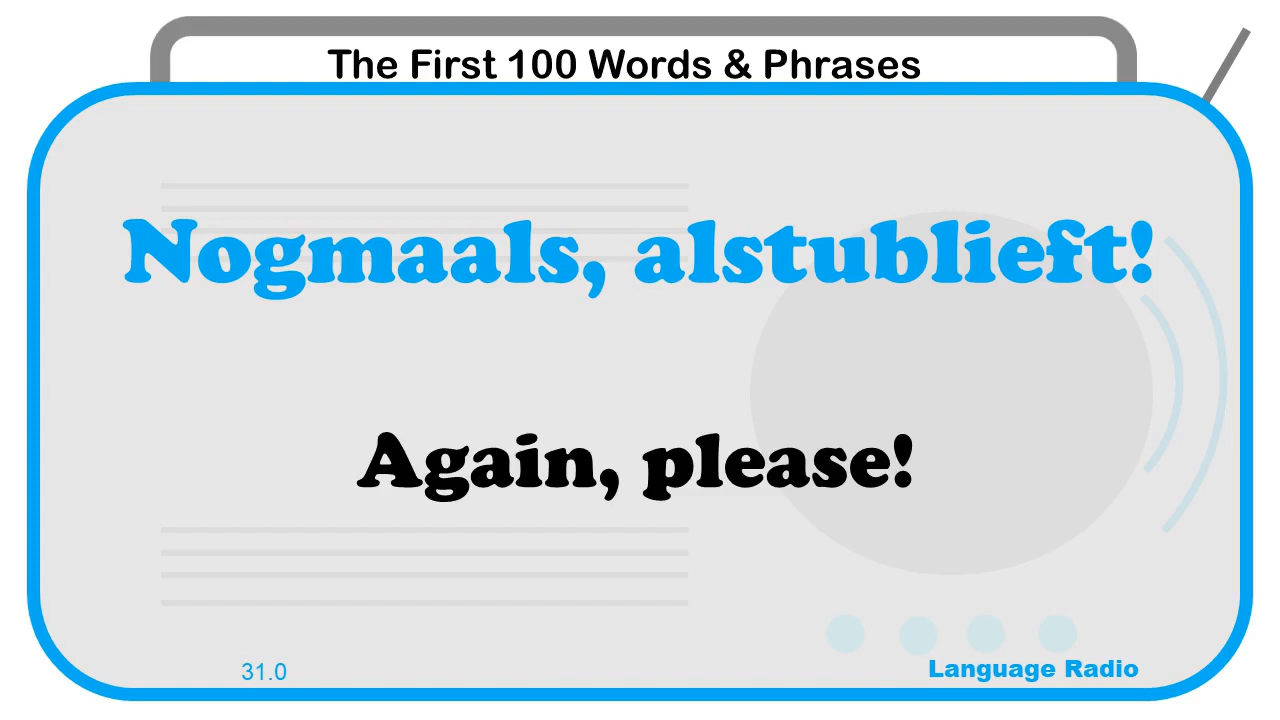 The First 100 Words & Phrases
Nogmaals, alstublieft!
Again, please!
31.0
Language Radio